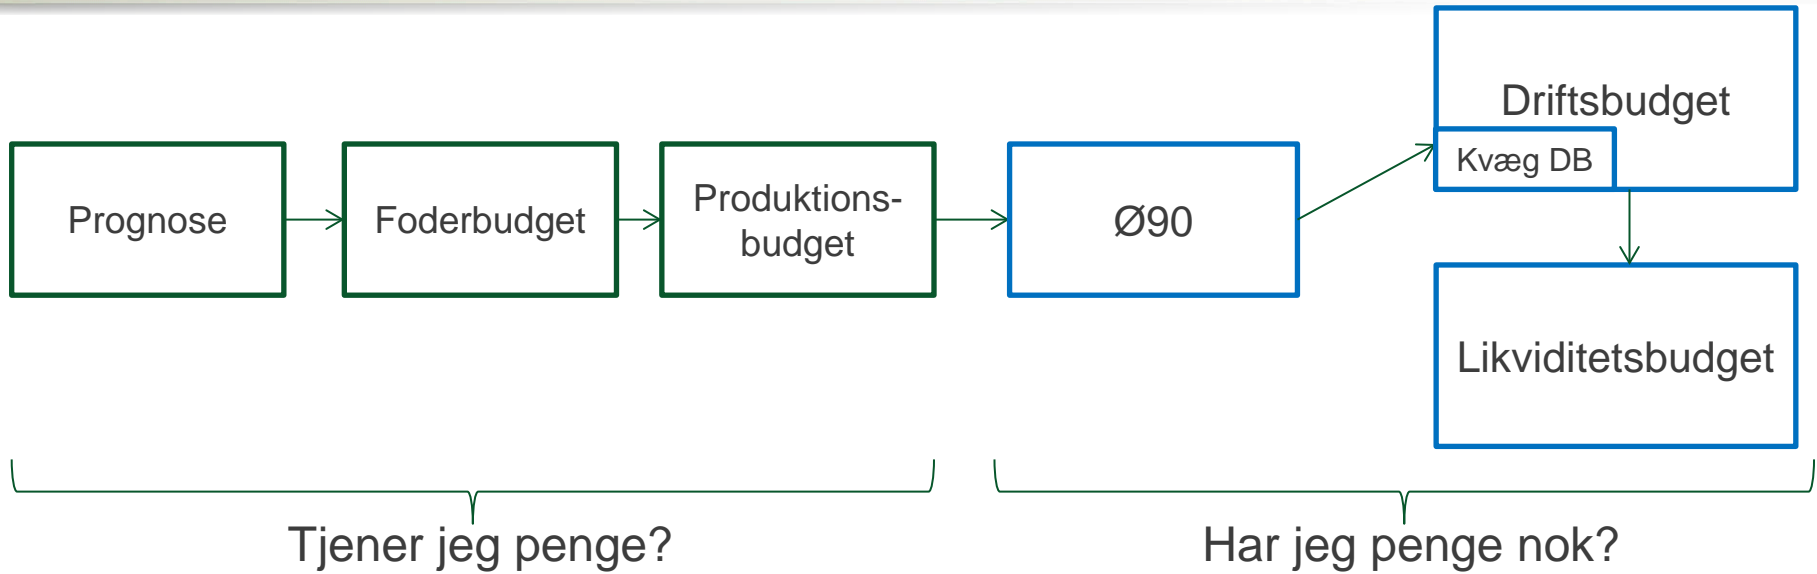 Prognose
Foderbudget
Produktions-
budget
Ø90
Driftsbudget
Kvæg DB
Likviditetsbudget
Tjener jeg penge?
Har jeg penge nok?